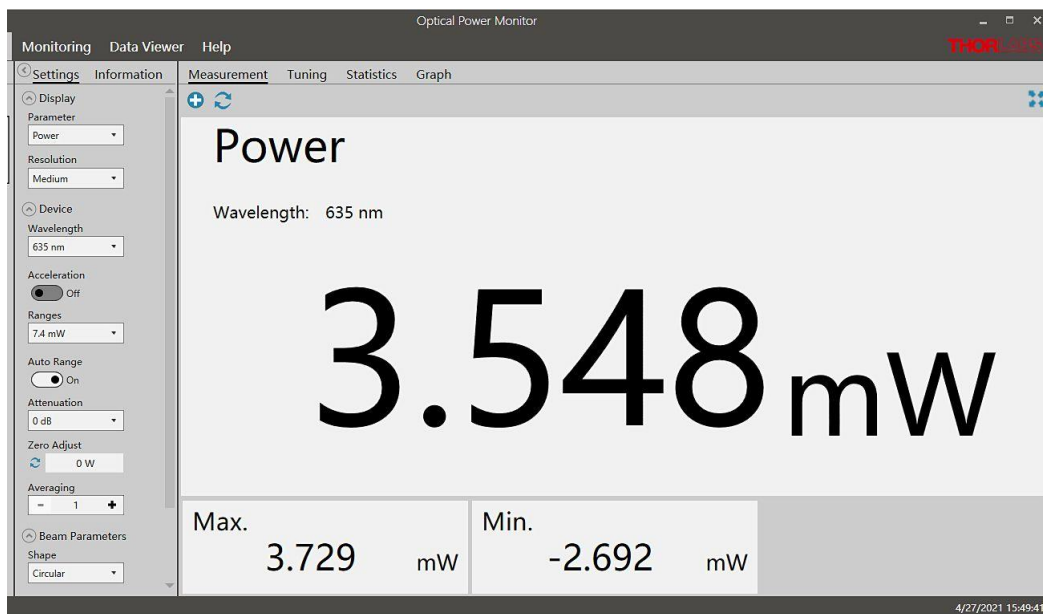 Optical Power Monitor
Monitoring Data Viewer Help
THORLABS
Settings Information
Measurement Tuning Statistics Graph
Display
Parameter
Power
Resolution
Medium
Device
Wavelength
635 nm
Acceleration
Off
Ranges
7.4 mW
Auto Range
On
Attenuation
0 dB
Zero Adjust
0 W
Averaging
- 1 +
Beam Parameters
Shape
Circular
Power
Wavelength: 635 nm
3.548 mW
Max.
3.729 mW
Min.
-2.692 mW
4/27/2021 15:49:41